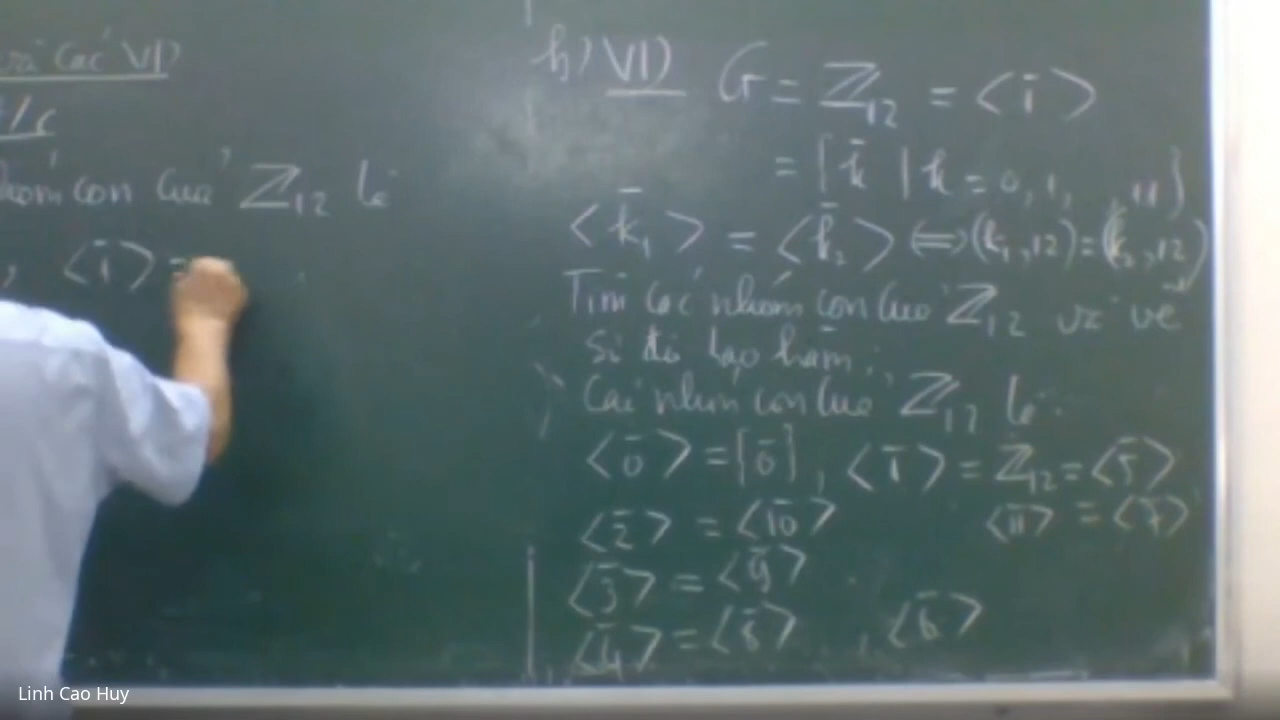 và các VD
t/c
nhóm con của Z₁₂ là
, ⟨1̄⟩ =
h) VD G = Z₁₂ = ⟨1̄⟩
= {k̄ | k = 0, 1, 11}
⟨k̄₁⟩ = ⟨k̄₂⟩ ⟺ (k₁, 12) = (k₂, 12)
Tìm các nhóm con của Z₁₂ và vẽ
sơ đồ bao hàm.
Các nhóm con của Z₁₂ là:
⟨0̄⟩ = {0̄}, ⟨1̄⟩ = Z₁₂ = ⟨5̄⟩
⟨2̄⟩ = ⟨10̄⟩ ⟨11̄⟩ = ⟨7̄⟩
⟨3̄⟩ = ⟨9̄⟩
⟨4̄⟩ = ⟨8̄⟩, ⟨6̄⟩
Linh Cao Huy